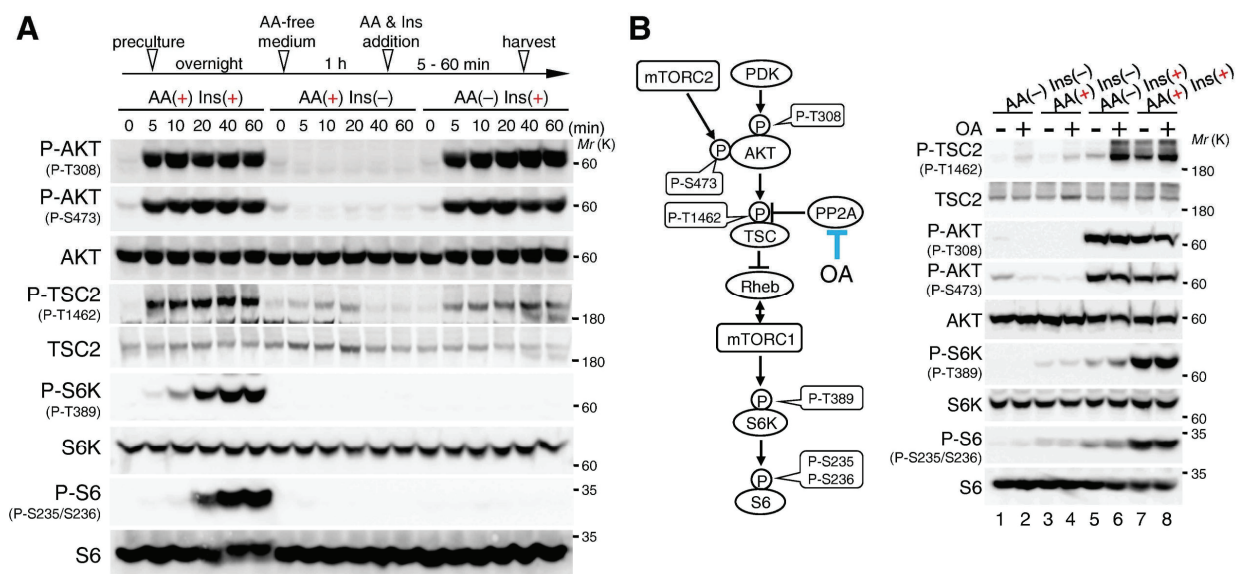 A
preculture
AA-free
medium
AA & Ins
addition
harvest
overnight
1 h
5 - 60 min
AA(+) Ins(+)
AA(+) Ins(–)
AA(–) Ins(+)
0 5 10 20 40 60 0 5 10 20 40 60 0 5 10 20 40 60 (min)
Mr (K)
P-AKT
(P-T308)
60
P-AKT
(P-S473)
60
AKT
60
P-TSC2
(P-T1462)
180
TSC2
180
P-S6K
(P-T389)
60
S6K
60
P-S6
(P-S235/S236)
35
S6
35
B
mTORC2
PDK
P
P-T308
P
AKT
P-S473
P-T1462
P
PP2A
TSC
OA
Rheb
mTORC1
P
P-T389
S6K
P-S235
P-S236
P
S6
AA(–) Ins(–)
AA(+) Ins(–)
AA(–) Ins(+)
AA(+) Ins(+)
OA - + - + - + - +
Mr (K)
P-TSC2
(P-T1462)
180
TSC2
180
P-AKT
(P-T308)
60
P-AKT
(P-S473)
60
AKT
60
P-S6K
(P-T389)
60
S6K
60
P-S6
(P-S235/S236)
35
S6
35
1 2 3 4 5 6 7 8